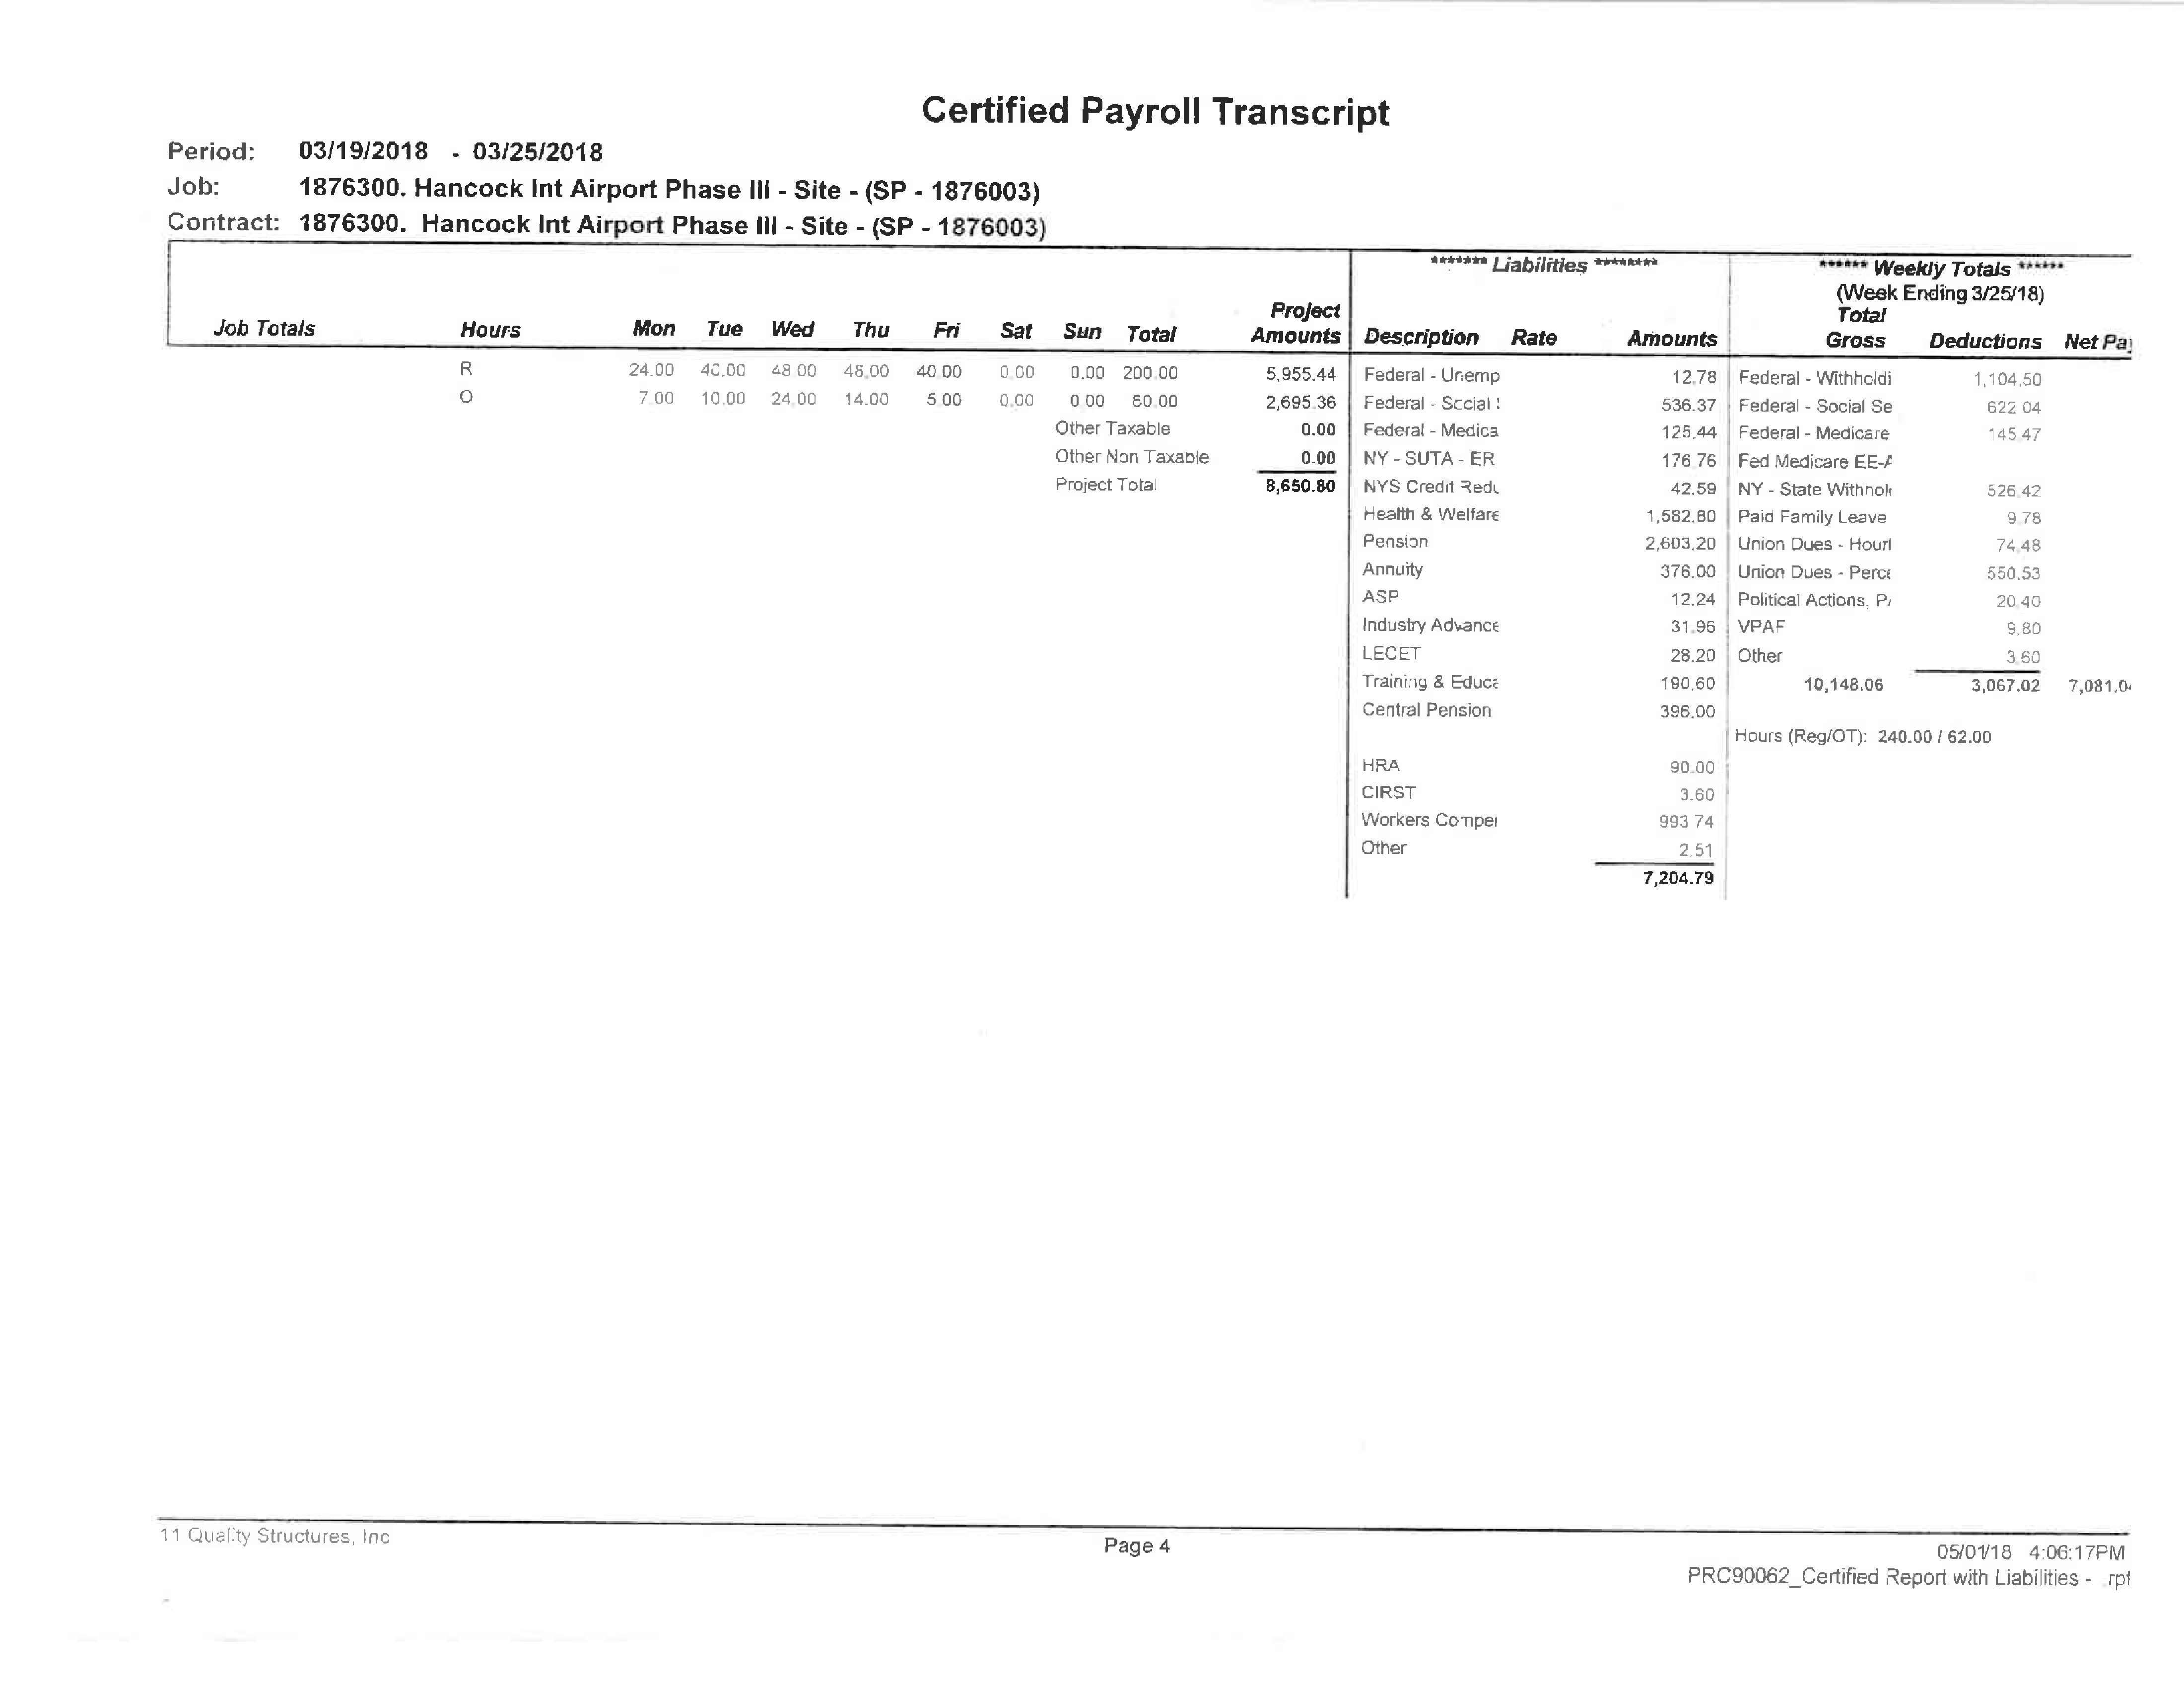 Certified Payroll Transcript
Period: 03/19/2018 - 03/25/2018
Job: 1876300. Hancock Int Airport Phase III - Site - (SP - 1876003)
Contract: 1876300. Hancock Int Airport Phase III - Site - (SP - 1876003)
******* Liabilities ******** ****** Weekly Totals ******
(Week Ending 3/25/18)
Project Total
Job Totals Hours Mon Tue Wed Thu Fri Sat Sun Total Amounts Description Rate Amounts Gross Deductions Net Pay
R 24.00 40.00 48.00 48.00 40.00 0.00 0.00 200.00 5,955.44 Federal - Unemp 12.78 Federal - Withholdi 1,104.50
O 7.00 10.00 24.00 14.00 5.00 0.00 0.00 60.00 2,695.36 Federal - Social 536.37 Federal - Social Se 622.04
Other Taxable 0.00 Federal - Medica 125.44 Federal - Medicare 145.47
Other Non Taxable 0.00 NY - SUTA - ER 176.76 Fed Medicare EE-A
Project Total 8,650.80 NYS Credit Redu 42.59 NY - State Withhol 526.42
Health & Welfare 1,582.80 Paid Family Leave 9.78
Pension 2,603.20 Union Dues - Hourl 74.48
Annuity 376.00 Union Dues - Perce 550.53
ASP 12.24 Political Actions, P 20.40
Industry Advance 31.96 VPAF 9.80
LECET 28.20 Other 3.60
Training & Educa 190.60 10,148.06 3,067.02 7,081.0
Central Pension 396.00
Hours (Reg/OT): 240.00 / 62.00
HRA 90.00
CIRST 3.60
Workers Compe 993.74
Other 2.51
7,204.79
11 Quality Structures, Inc
Page 4
05/01/18 4:06:17PM
PRC90062_Certified Report with Liabilities - .rpt